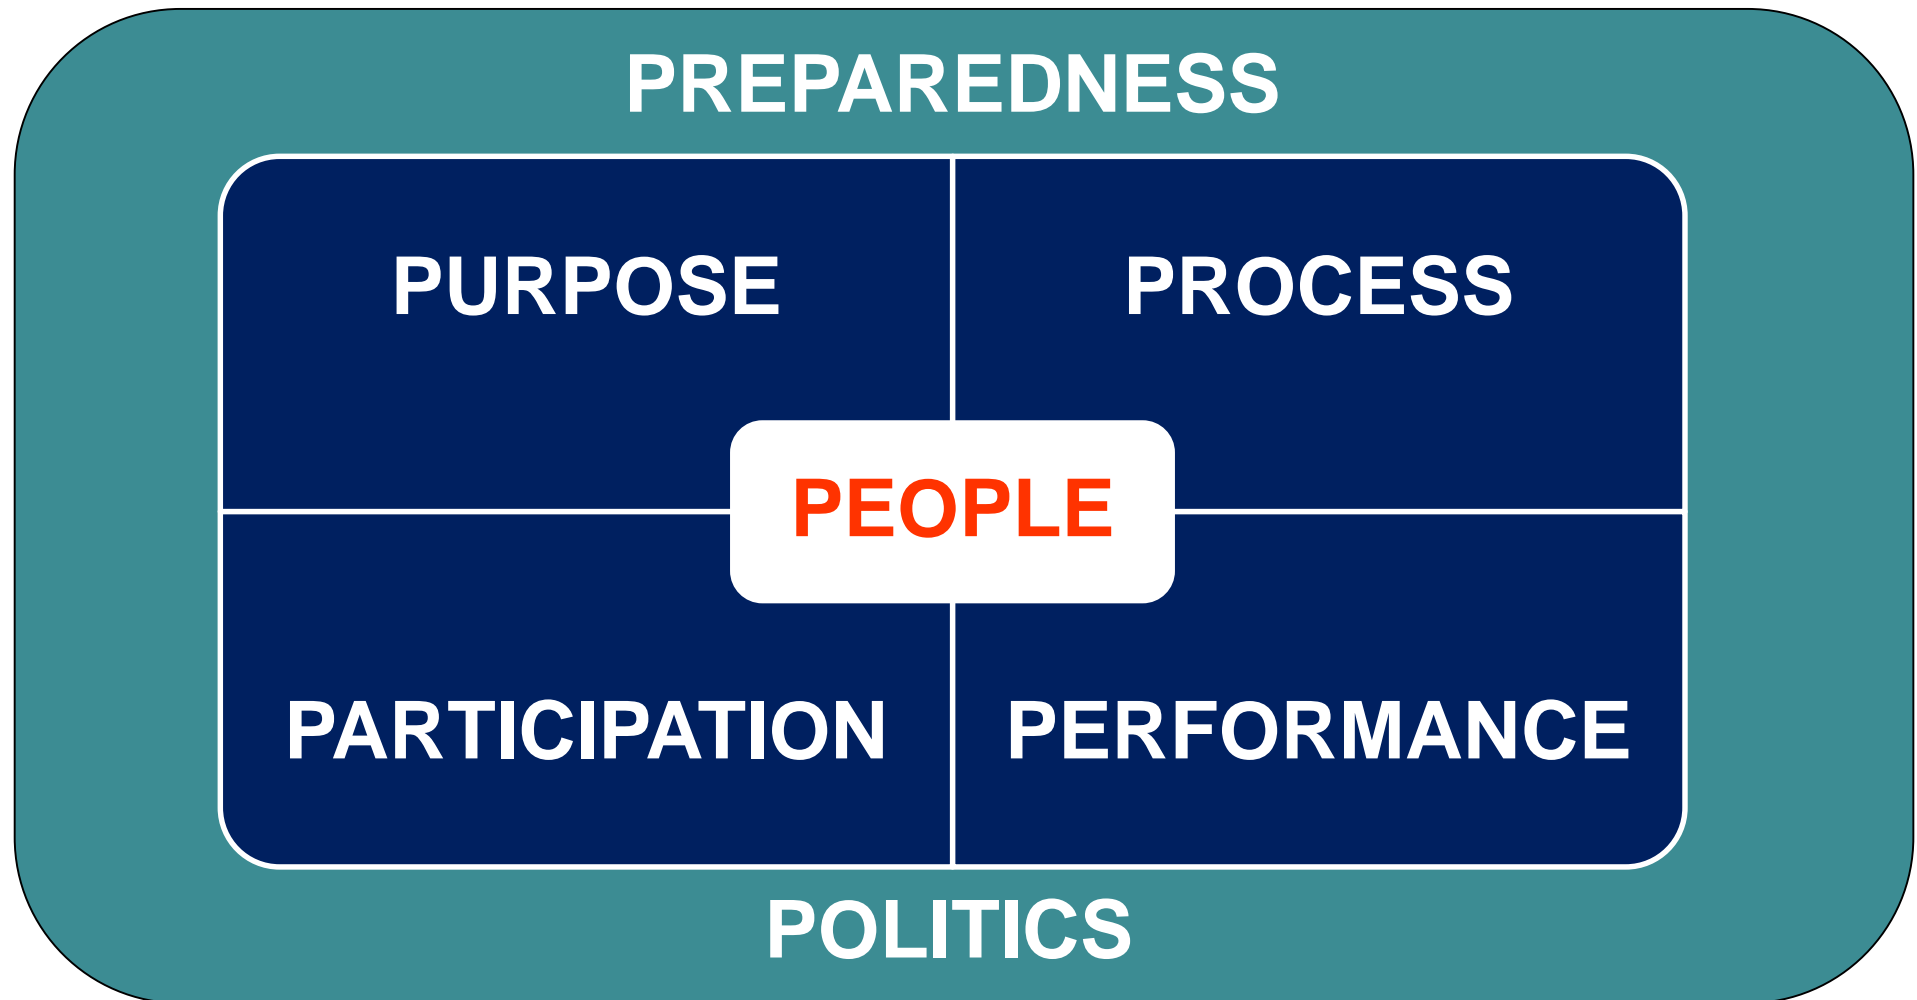 PREPAREDNESS
PURPOSE
PROCESS
PEOPLE
PARTICIPATION
PERFORMANCE
POLITICS